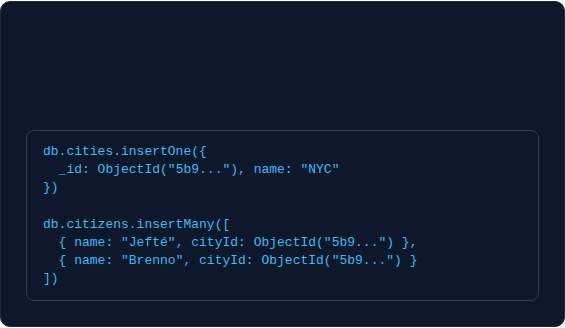 db.cities.insertOne({
  _id: ObjectId("5b9..."), name: "NYC"
})

db.citizens.insertMany([
  { name: "Jefté", cityId: ObjectId("5b9...") },
  { name: "Brenno", cityId: ObjectId("5b9...") }
])